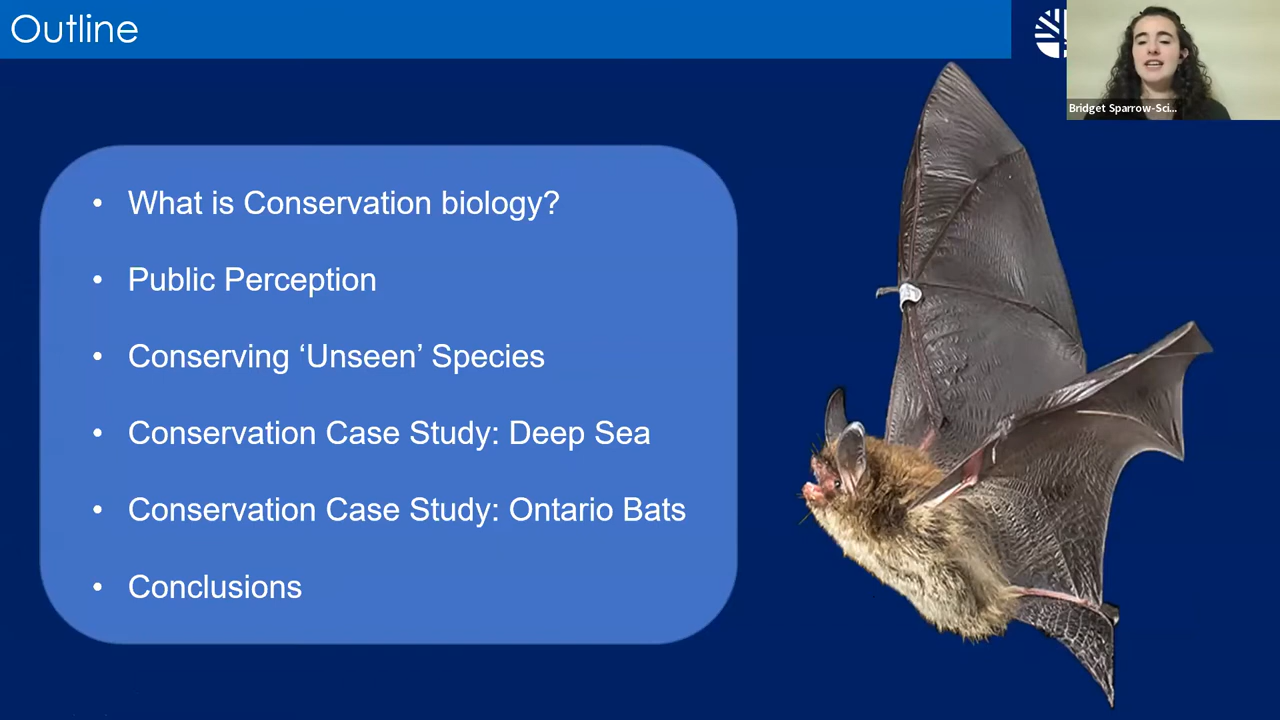 Outline
Bridget Sparrow-Sci...
• What is Conservation biology?
• Public Perception
• Conserving ‘Unseen’ Species
• Conservation Case Study: Deep Sea
• Conservation Case Study: Ontario Bats
• Conclusions